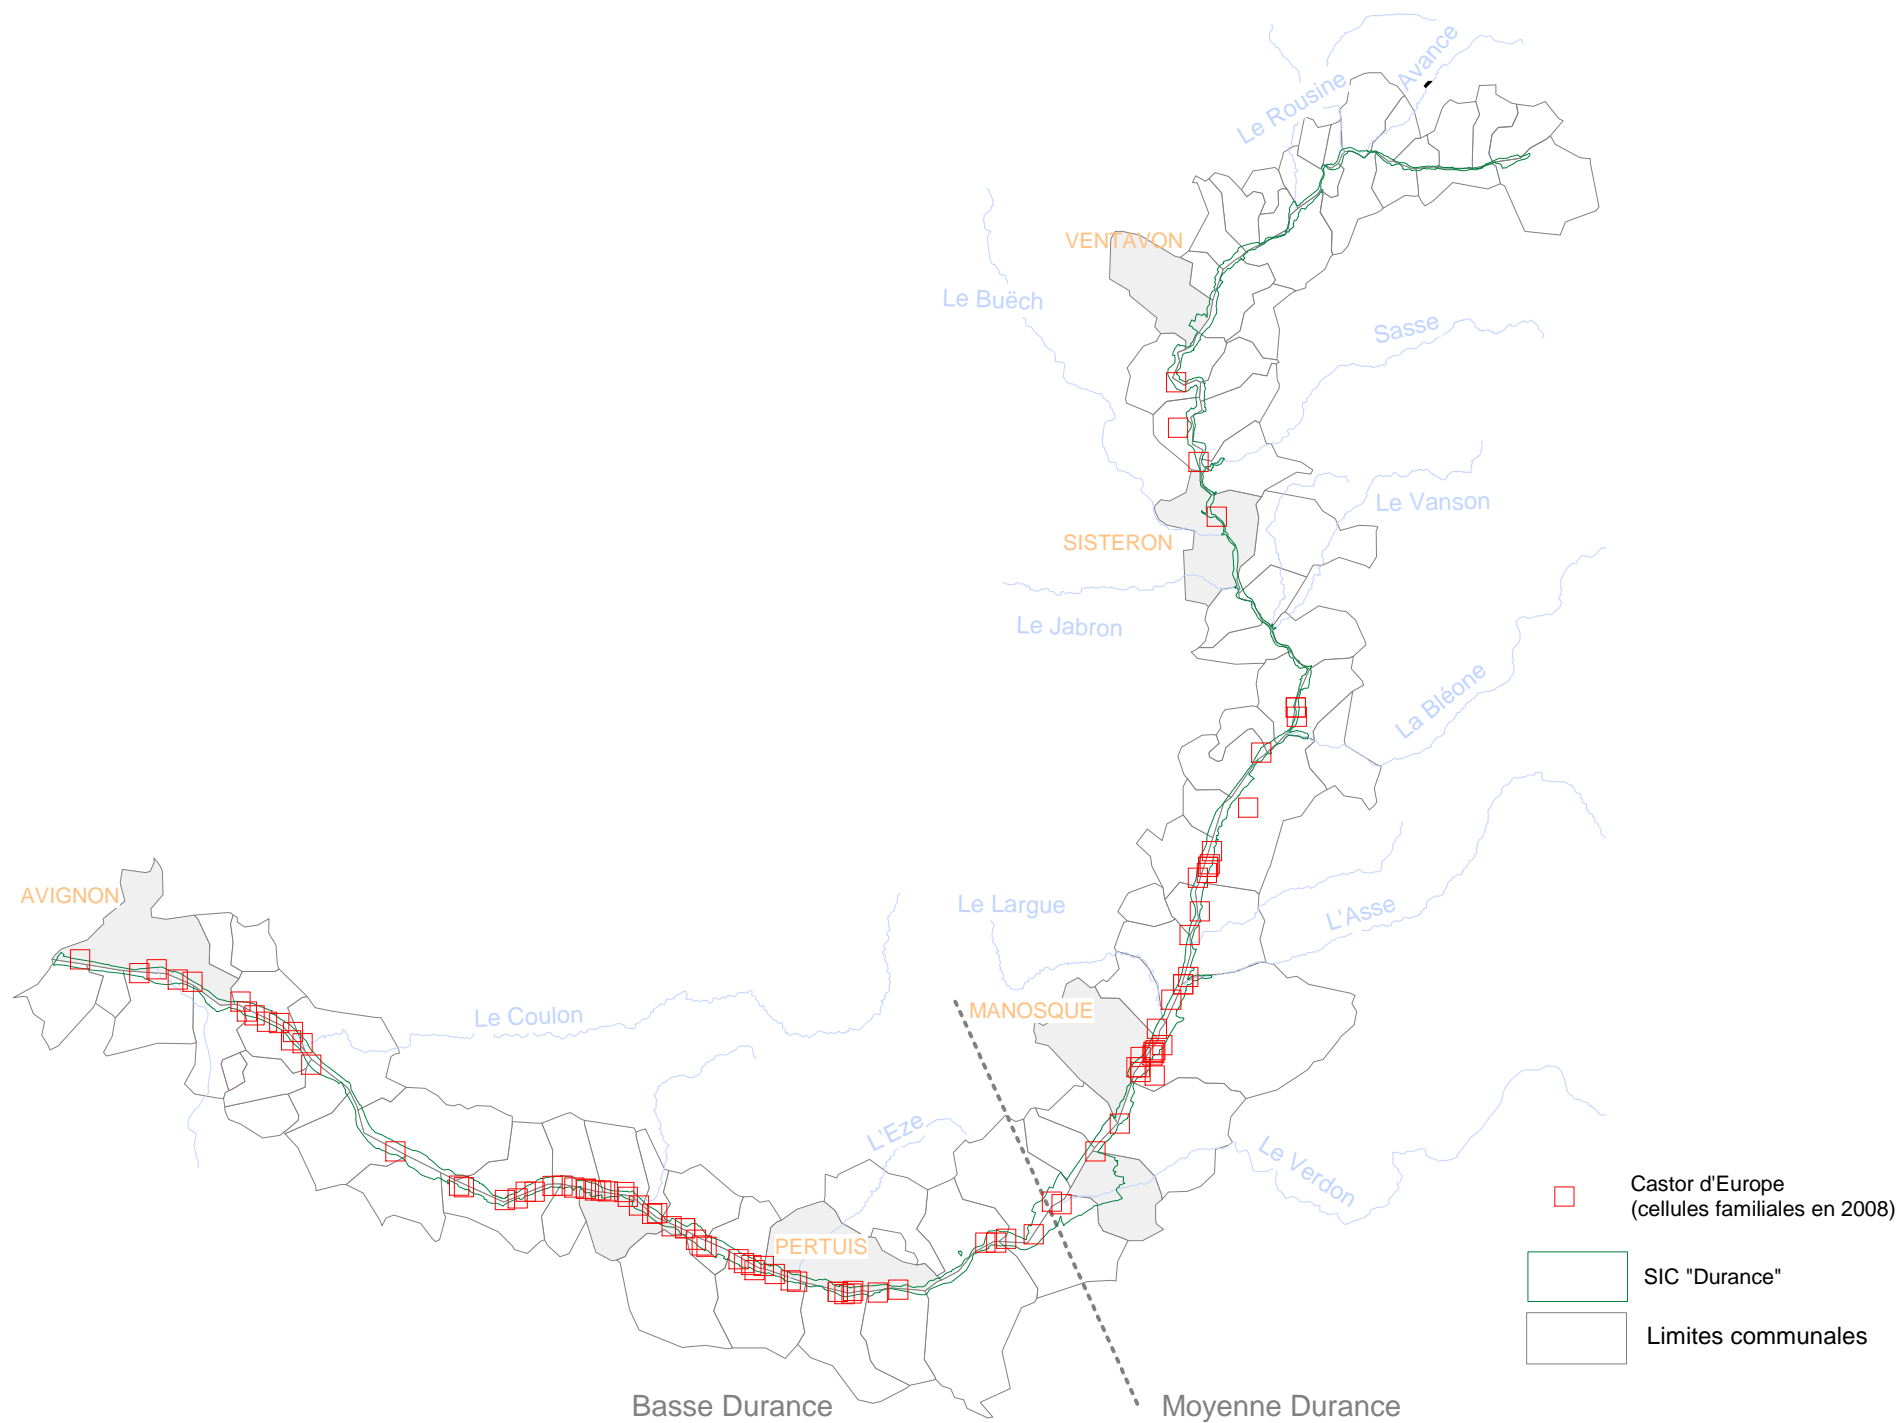 Avance
Le Rousine
VENTAVON
Le Buëch
Sasse
Le Vanson
SISTERON
Le Jabron
La Bléone
AVIGNON
Le Largue
L'Asse
MANOSQUE
Le Coulon
L'Eze
Le Verdon
PERTUIS
Castor d'Europe
(cellules familiales en 2008)
SIC "Durance"
Limites communales
Basse Durance
Moyenne Durance